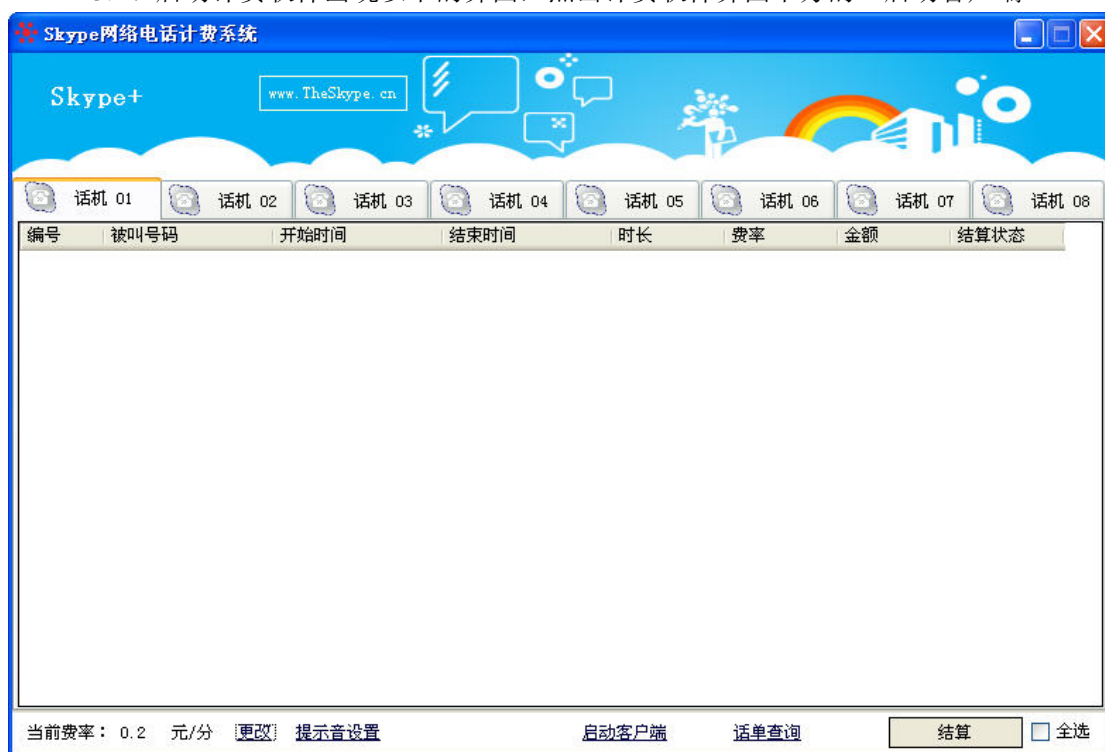 Skype网络电话计费系统
Skype+
www.TheSkype.cn
话机 01 话机 02 话机 03 话机 04 话机 05 话机 06 话机 07 话机 08
编号 被叫号码 开始时间 结束时间 时长 费率 金额 结算状态
当前费率: 0.2 元/分 更改 提示音设置 启动客户端 话单查询 结算 全选